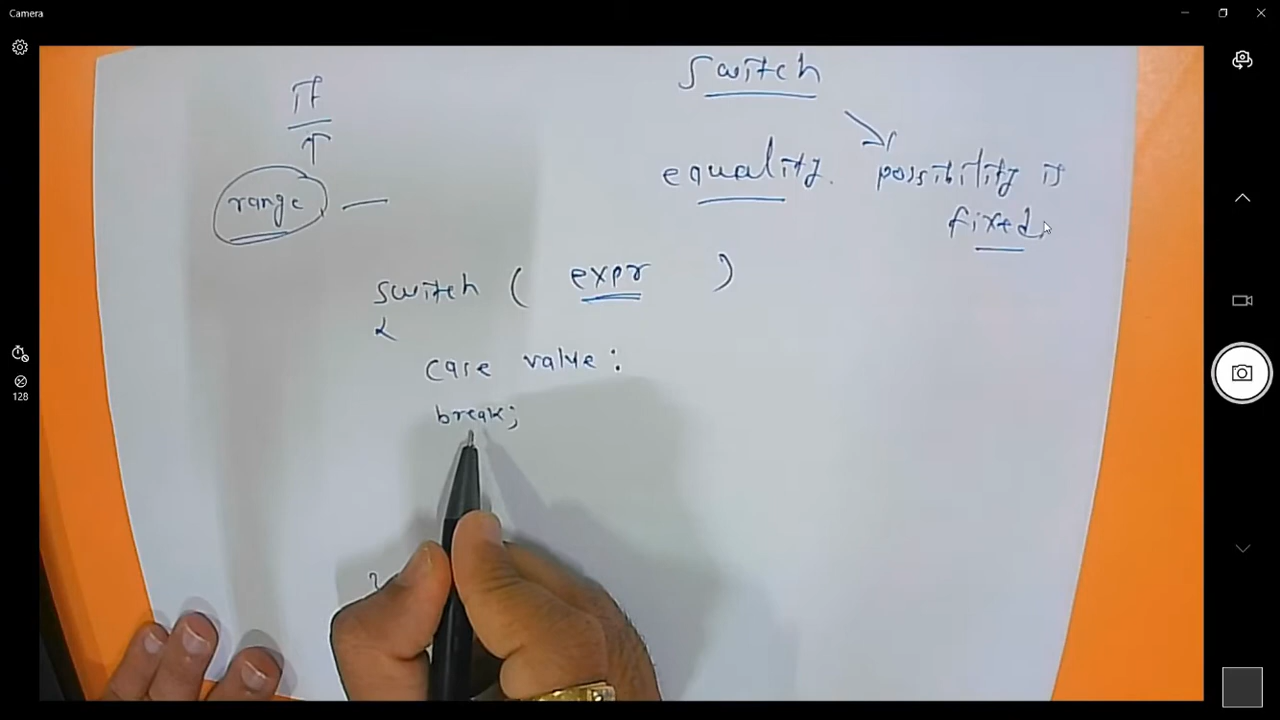 Camera
if
switch
range —
equality.
possibility is
fixed,
switch ( expr )
{
case value:
break;
}
128